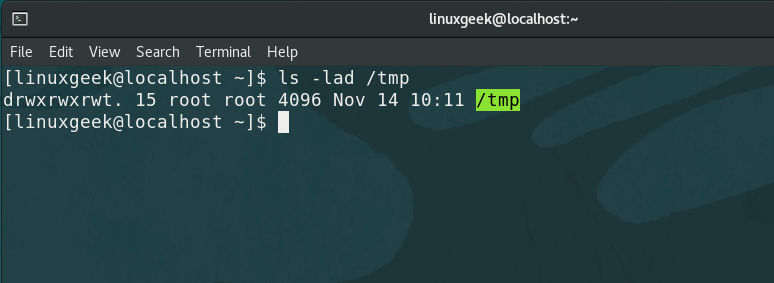 linuxgeek@localhost:~
File Edit View Search Terminal Help
[linuxgeek@localhost ~]$ ls -lad /tmp
drwxrwxrwt. 15 root root 4096 Nov 14 10:11 /tmp
[linuxgeek@localhost ~]$